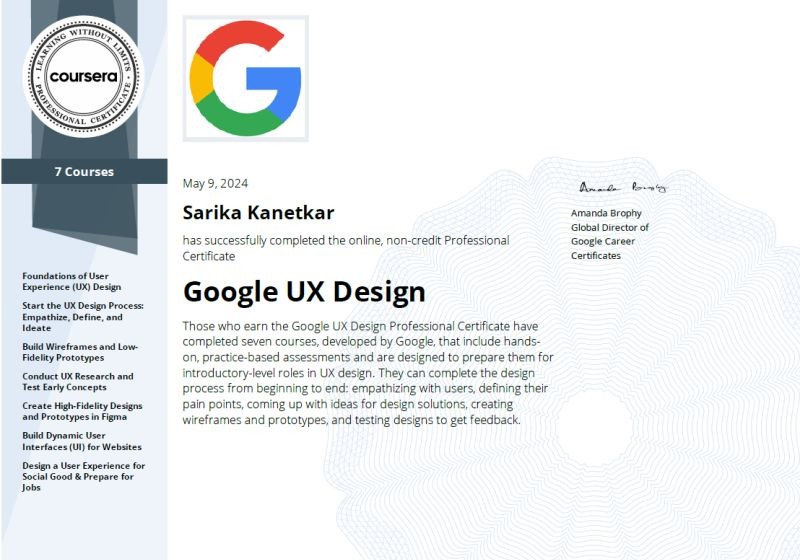 LEARNING WITHOUT LIMITS
coursera
PROFESSIONAL CERTIFICATE
7 Courses
Foundations of User
Experience (UX) Design
Start the UX Design Process:
Empathize, Define, and
Ideate
Build Wireframes and Low-
Fidelity Prototypes
Conduct UX Research and
Test Early Concepts
Create High-Fidelity Designs
and Prototypes in Figma
Build Dynamic User
Interfaces (UI) for Websites
Design a User Experience for
Social Good & Prepare for
Jobs
G
May 9, 2024
Sarika Kanetkar
has successfully completed the online, non-credit Professional
Certificate
Google UX Design
Those who earn the Google UX Design Professional Certificate have
completed seven courses, developed by Google, that include hands-
on, practice-based assessments and are designed to prepare them for
introductory-level roles in UX design. They can complete the design
process from beginning to end: empathizing with users, defining their
pain points, coming up with ideas for design solutions, creating
wireframes and prototypes, and testing designs to get feedback.
Amanda Brophy
Amanda Brophy
Global Director of
Google Career
Certificates